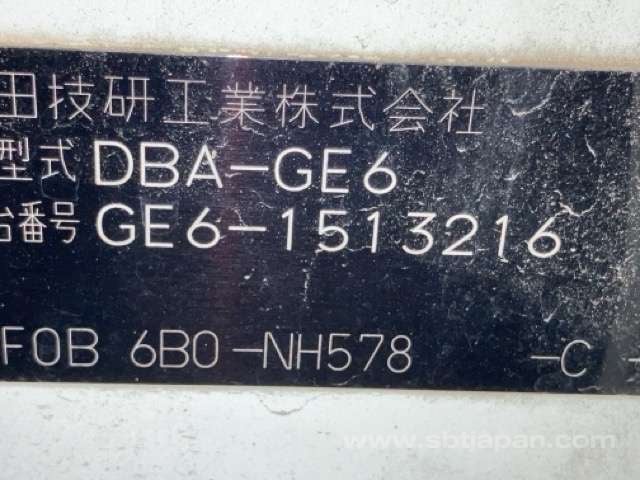 田技研工業株式会社
型式 DBA-GE6
台番号 GE6-1513216
FOB 6B0-NH578 -C -
www.sbtjapan.com